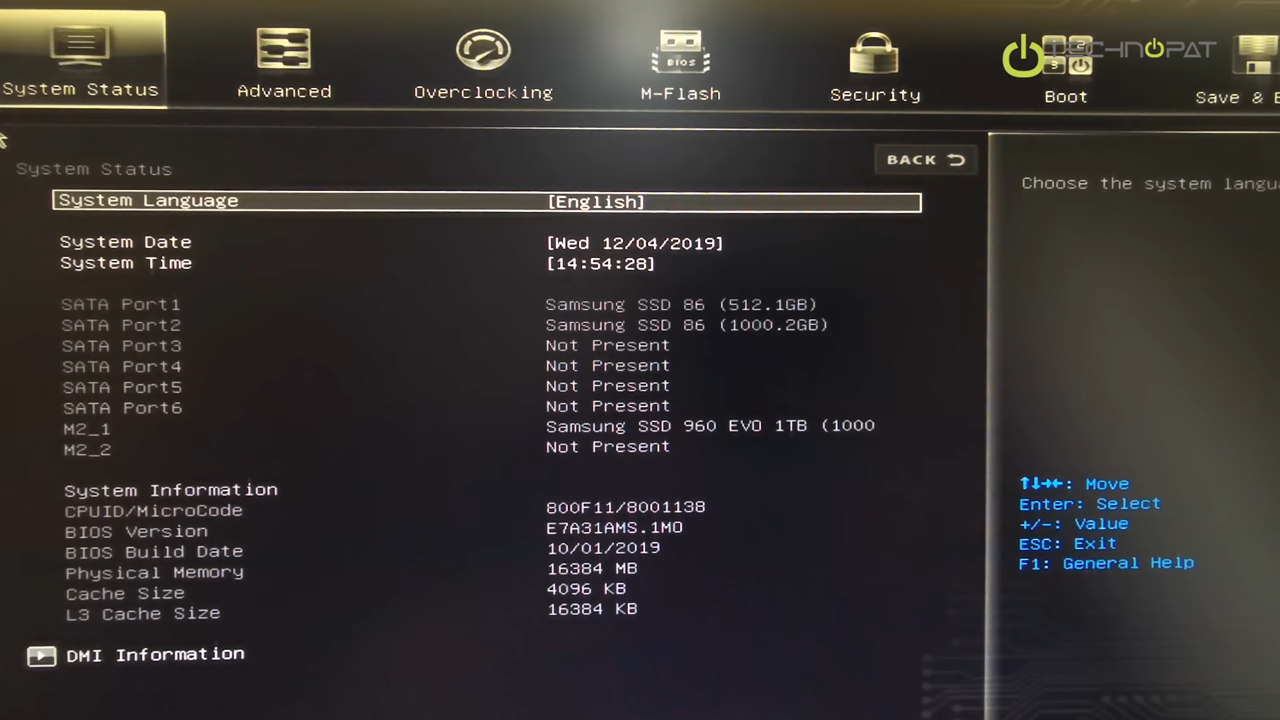 System Status
Advanced
Overclocking
BIOS
M-Flash
Security
Boot
Save &
TECHNOPAT
System Status
BACK
Choose the system langu
System Language [English]
System Date [Wed 12/04/2019]
System Time [14:54:28]
SATA Port1 Samsung SSD 86 (512.1GB)
SATA Port2 Samsung SSD 86 (1000.2GB)
SATA Port3 Not Present
SATA Port4 Not Present
SATA Port5 Not Present
SATA Port6 Not Present
M2_1 Samsung SSD 960 EVO 1TB (1000
M2_2 Not Present
System Information
CPUID/MicroCode 800F11/8001138
BIOS Version E7A31AMS.1M0
BIOS Build Date 10/01/2019
Physical Memory 16384 MB
Cache Size 4096 KB
L3 Cache Size 16384 KB
DMI Information
↑↓→←: Move
Enter: Select
+/-: Value
ESC: Exit
F1: General Help